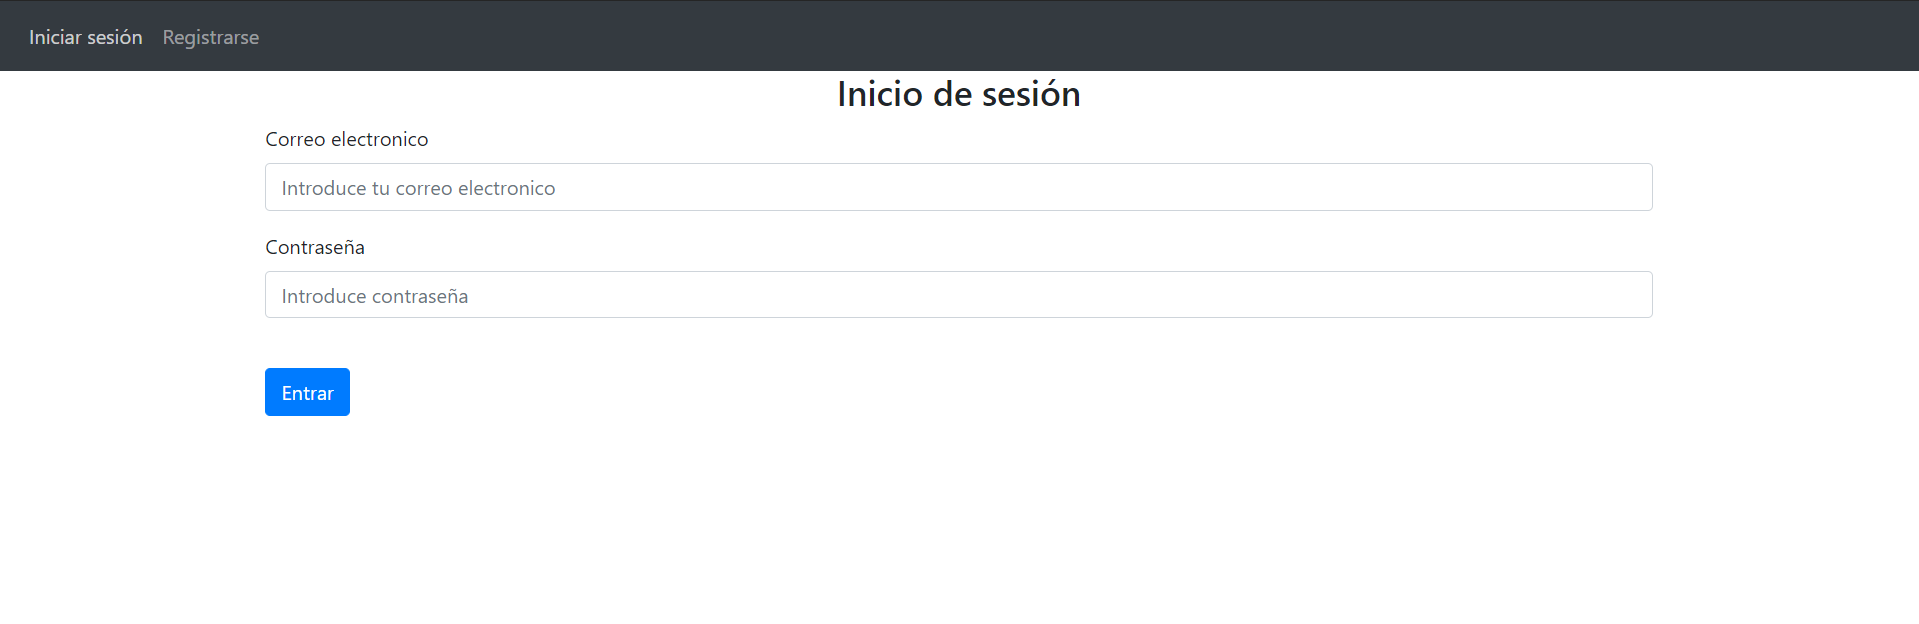 Iniciar sesión Registrarse
Inicio de sesión
Correo electronico
Introduce tu correo electronico
Contraseña
Introduce contraseña
Entrar